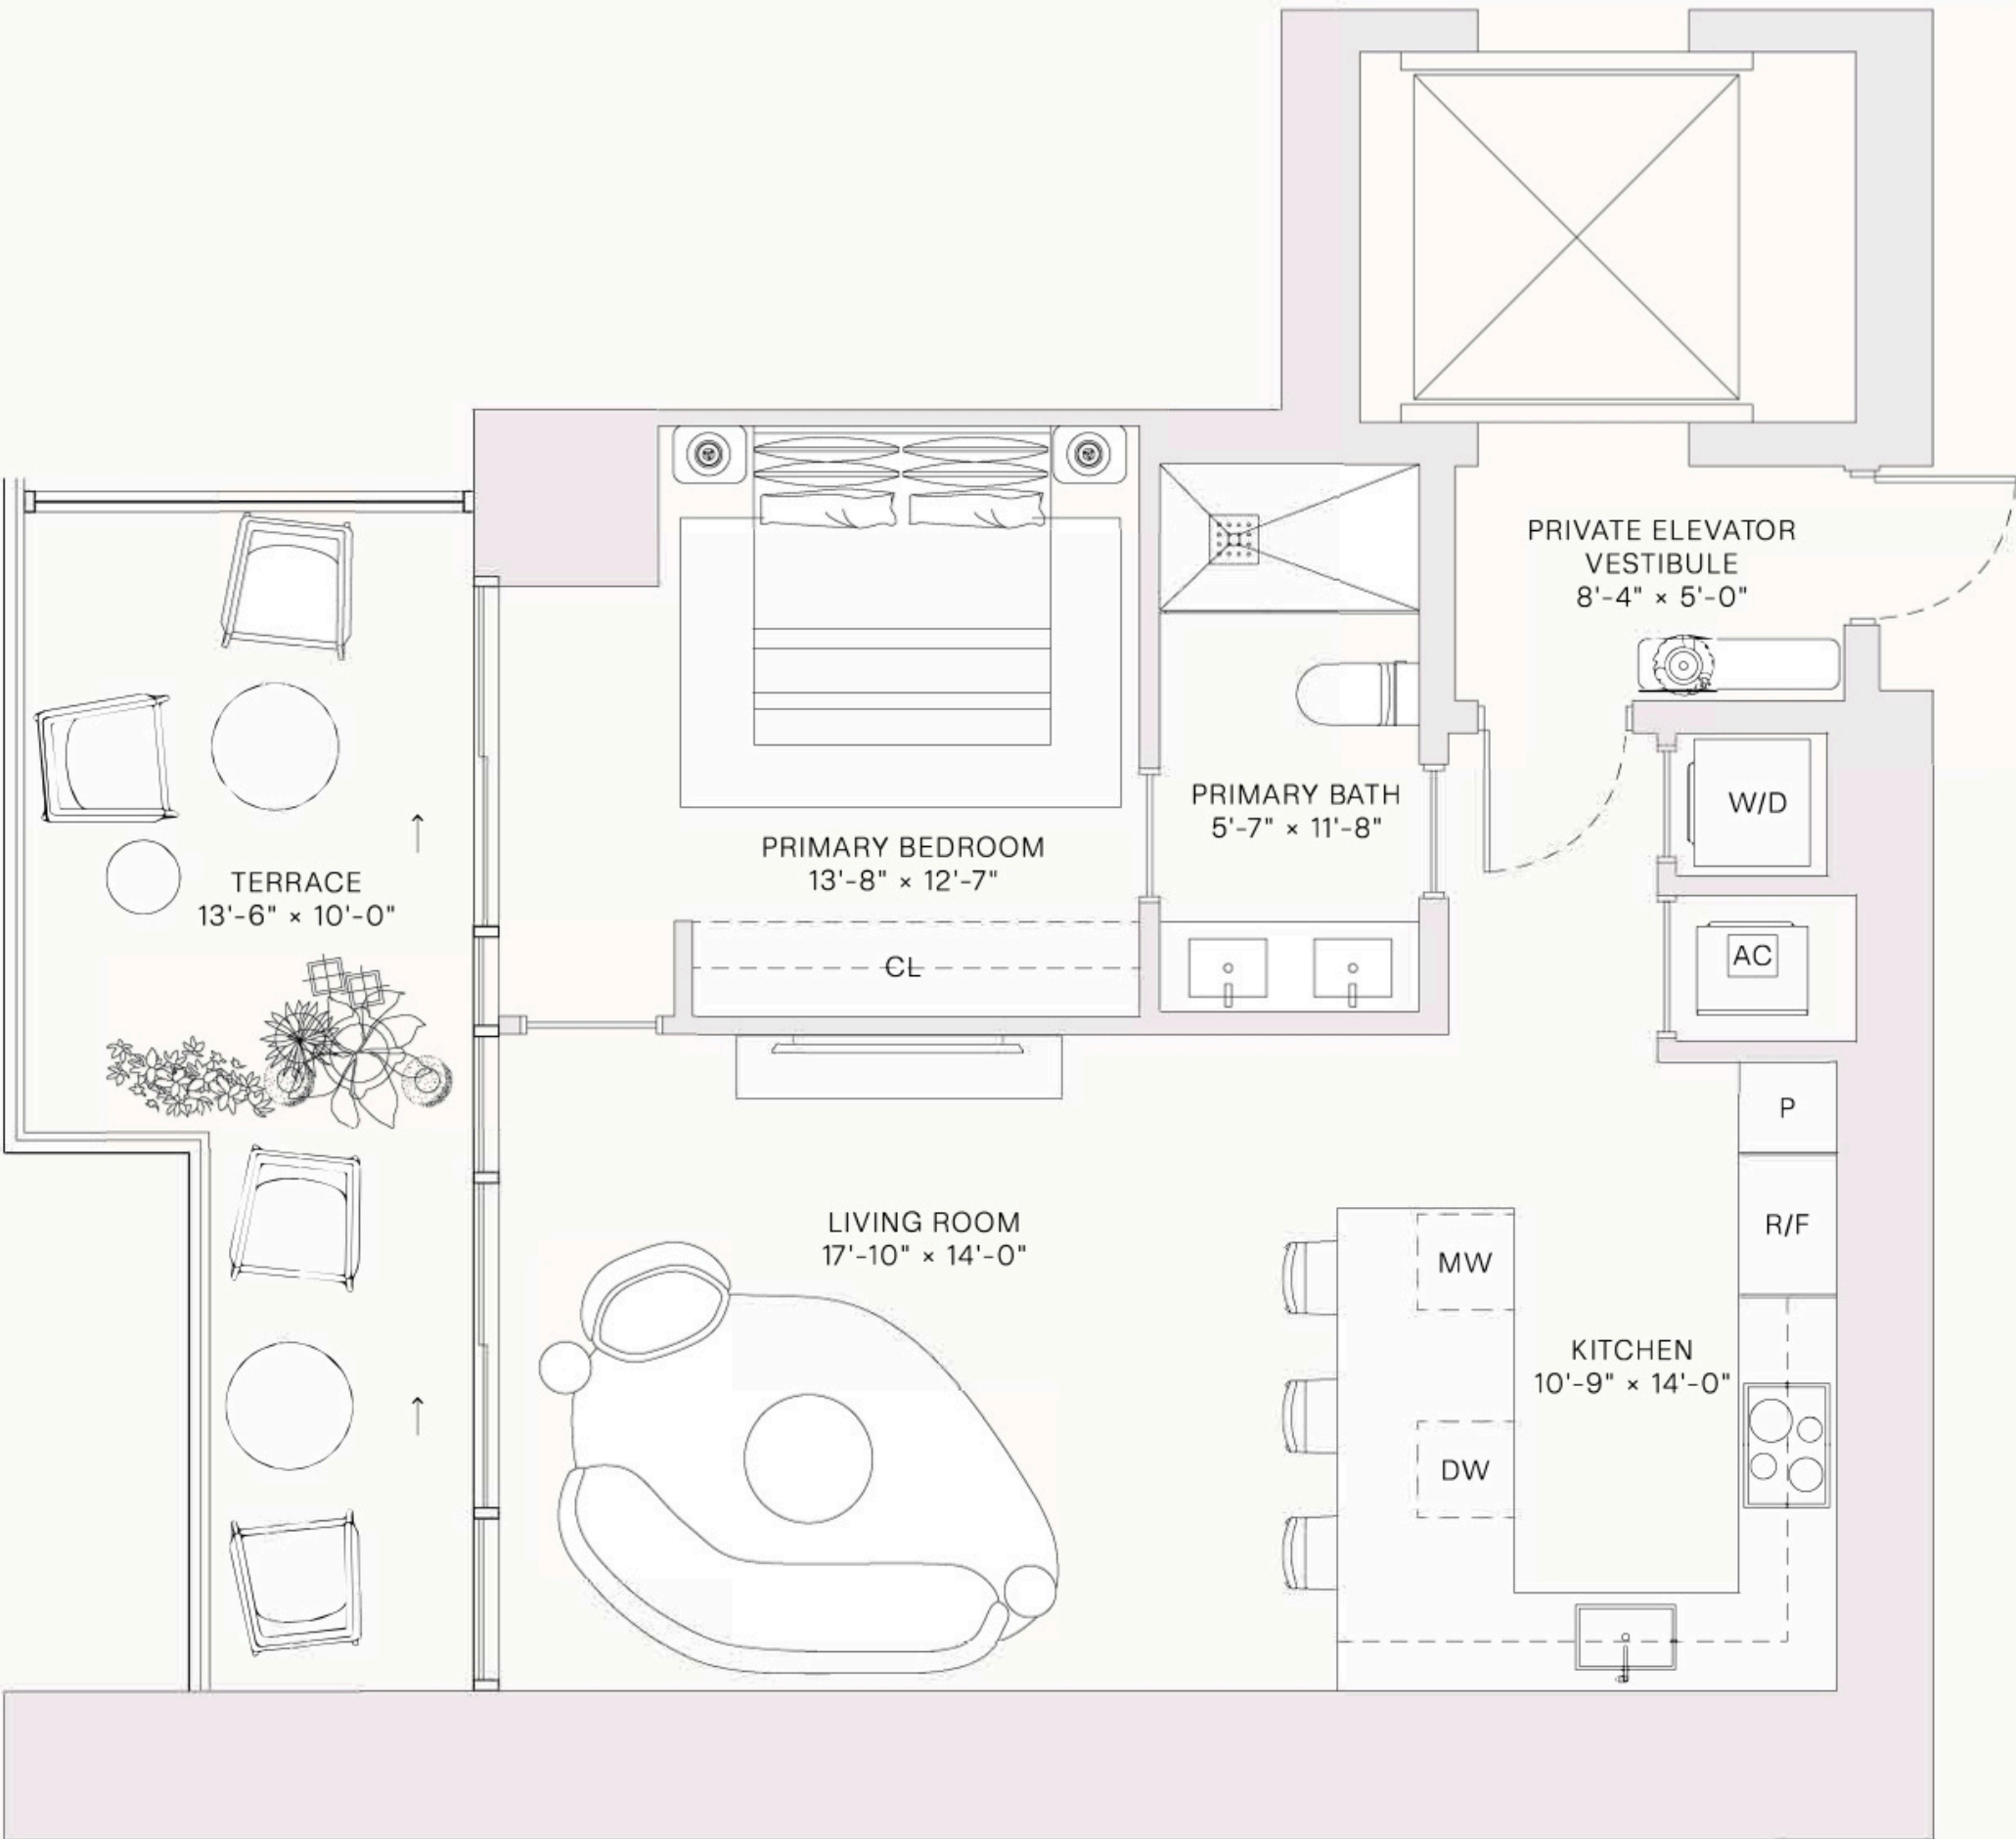 PRIVATE ELEVATOR
VESTIBULE
8'-4" × 5'-0"
W/D
PRIMARY BATH
5'-7" × 11'-8"
PRIMARY BEDROOM
13'-8" × 12'-7"
TERRACE
13'-6" × 10'-0"
CL
AC
P
LIVING ROOM
17'-10" × 14'-0"
R/F
MW
KITCHEN
10'-9" × 14'-0"
DW